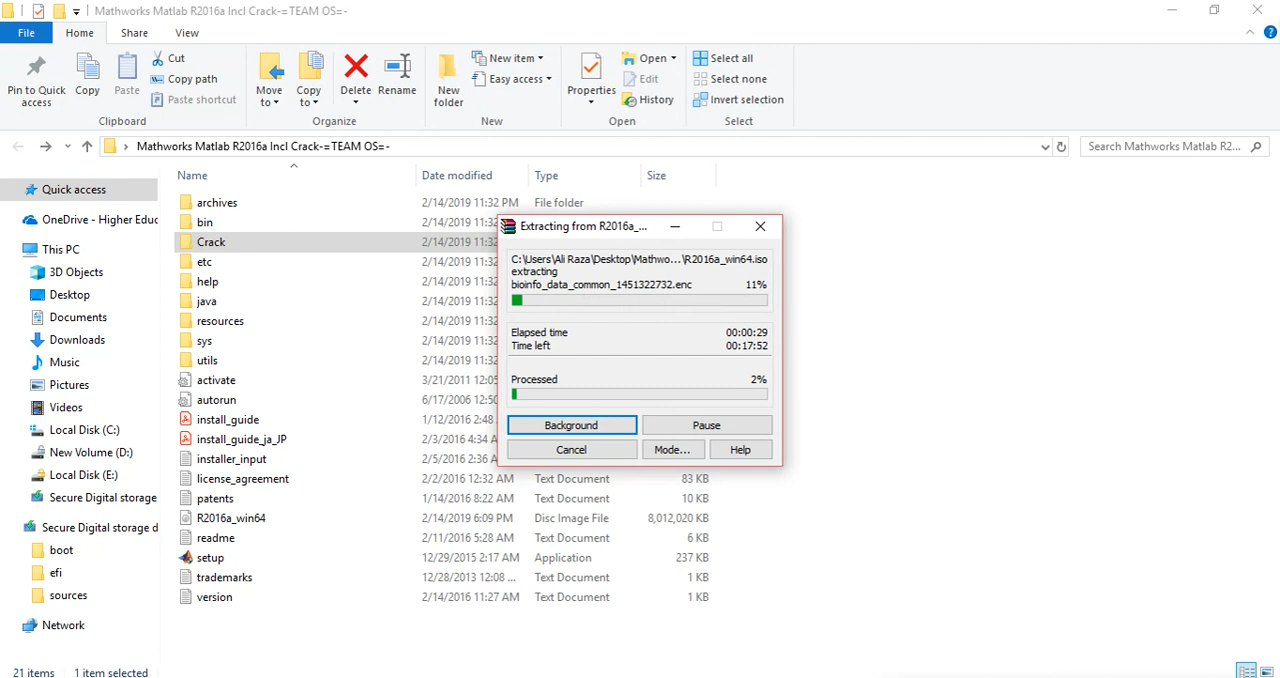 Mathworks Matlab R2016a Incl Crack-=TEAM OS=-
File Home Share View
Pin to Quick access
Copy
Paste
Cut
Copy path
Paste shortcut
Clipboard
Move to
Copy to
Delete
Rename
Organize
New folder
New item
Easy access
New
Properties
Open
Edit
History
Open
Select all
Select none
Invert selection
Select
Mathworks Matlab R2016a Incl Crack-=TEAM OS=-
Search Mathworks Matlab R2...
Quick access
OneDrive - Higher Educ
This PC
3D Objects
Desktop
Documents
Downloads
Music
Pictures
Videos
Local Disk (C:)
New Volume (D:)
Local Disk (E:)
Secure Digital storage
Secure Digital storage d
boot
efi
sources
Network
Name Date modified Type Size
archives 2/14/2019 11:32 PM File folder
bin 2/14/2019 11:32
Crack 2/14/2019 11:32
etc 2/14/2019 11:32
help 2/14/2019 11:32
java 2/14/2019 11:32
resources 2/14/2019 11:32
sys 2/14/2019 11:32
utils 2/14/2019 11:32
activate 3/21/2011 12:05
autorun 6/17/2006 12:50
install_guide 1/12/2016 2:48
install_guide_ja_JP 2/3/2016 4:34
installer_input 2/5/2016 2:36
license_agreement 2/2/2016 12:32 AM Text Document 83 KB
patents 1/14/2016 8:22 AM Text Document 10 KB
R2016a_win64 2/14/2019 6:09 PM Disc Image File 8,012,020 KB
readme 2/11/2016 5:28 AM Text Document 6 KB
setup 12/29/2015 2:17 AM Application 237 KB
trademarks 12/28/2013 12:08 ... Text Document 1 KB
version 2/14/2016 11:27 AM Text Document 1 KB
Extracting from R2016a_...
C:\Users\Ali Raza\Desktop\Mathwo...\R2016a_win64.iso
extracting
bioinfo_data_common_1451322732.enc 11%
Elapsed time 00:00:29
Time left 00:17:52
Processed 2%
Background Pause
Cancel Mode... Help
21 items 1 item selected